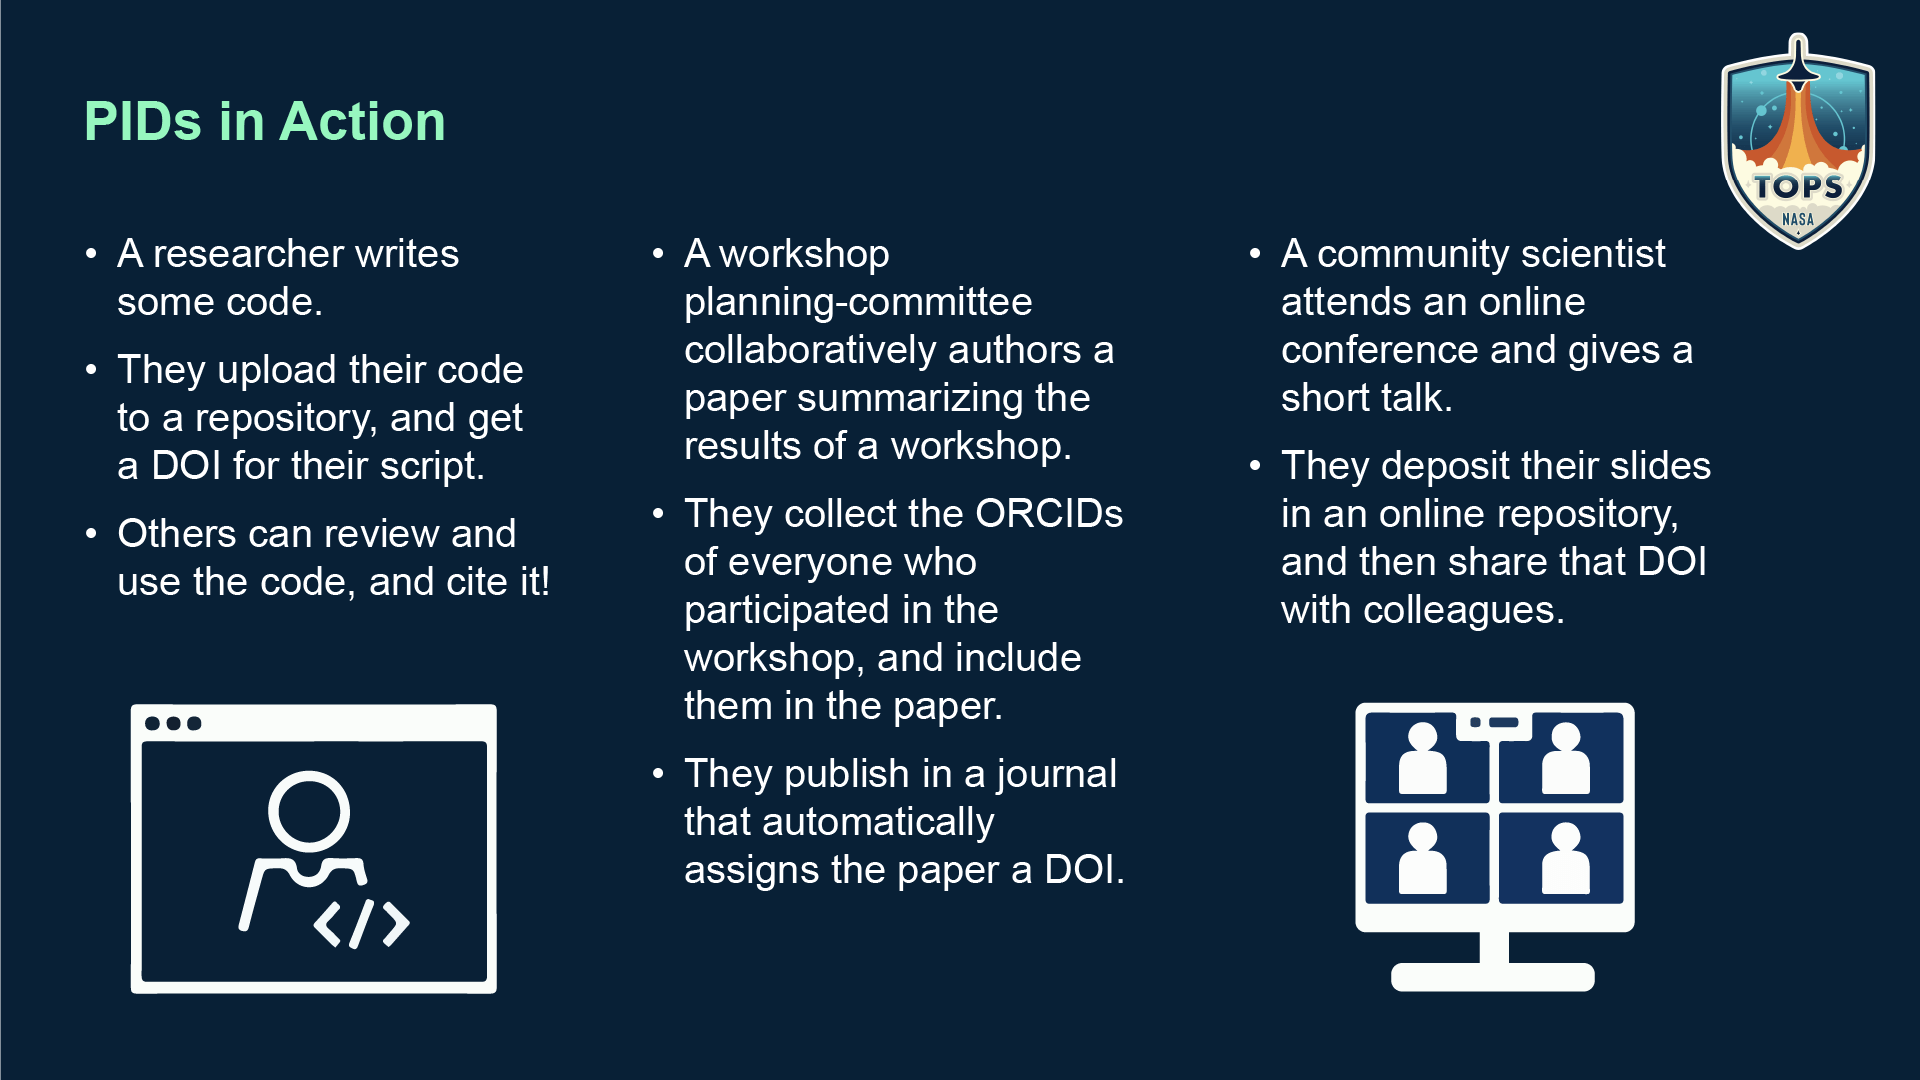 PIDs in Action
TOPS
NASA
• A researcher writes
some code.
• They upload their code
to a repository, and get
a DOI for their script.
• Others can review and
use the code, and cite it!
• A workshop
planning-committee
collaboratively authors a
paper summarizing the
results of a workshop.
• They collect the ORCIDs
of everyone who
participated in the
workshop, and include
them in the paper.
• They publish in a journal
that automatically
assigns the paper a DOI.
• A community scientist
attends an online
conference and gives a
short talk.
• They deposit their slides
in an online repository,
and then share that DOI
with colleagues.